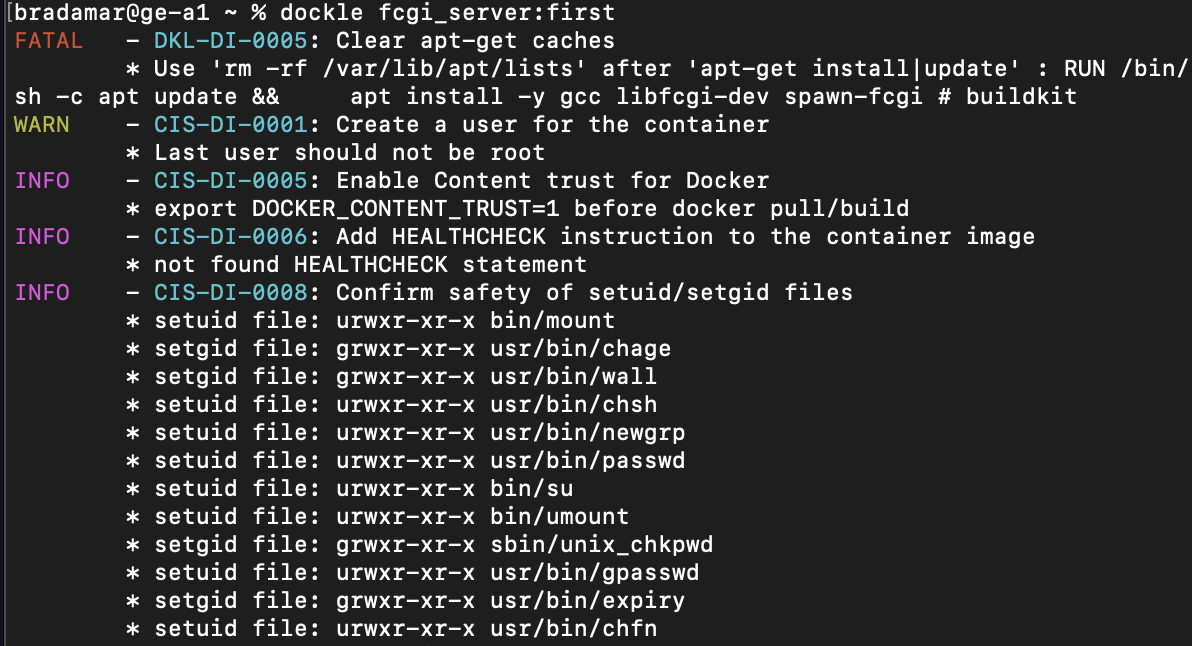 [bradamar@ge-a1 ~ % dockle fcgi_server:first
FATAL   - DKL-DI-0005: Clear apt-get caches
        * Use 'rm -rf /var/lib/apt/lists' after 'apt-get install|update' : RUN /bin/
sh -c apt update &&     apt install -y gcc libfcgi-dev spawn-fcgi # buildkit
WARN    - CIS-DI-0001: Create a user for the container
        * Last user should not be root
INFO    - CIS-DI-0005: Enable Content trust for Docker
        * export DOCKER_CONTENT_TRUST=1 before docker pull/build
INFO    - CIS-DI-0006: Add HEALTHCHECK instruction to the container image
        * not found HEALTHCHECK statement
INFO    - CIS-DI-0008: Confirm safety of setuid/setgid files
        * setuid file: urwxr-xr-x bin/mount
        * setgid file: grwxr-xr-x usr/bin/chage
        * setgid file: grwxr-xr-x usr/bin/wall
        * setuid file: urwxr-xr-x usr/bin/chsh
        * setuid file: urwxr-xr-x usr/bin/newgrp
        * setuid file: urwxr-xr-x usr/bin/passwd
        * setuid file: urwxr-xr-x bin/su
        * setuid file: urwxr-xr-x bin/umount
        * setgid file: grwxr-xr-x sbin/unix_chkpwd
        * setuid file: urwxr-xr-x usr/bin/gpasswd
        * setgid file: grwxr-xr-x usr/bin/expiry
        * setuid file: urwxr-xr-x usr/bin/chfn